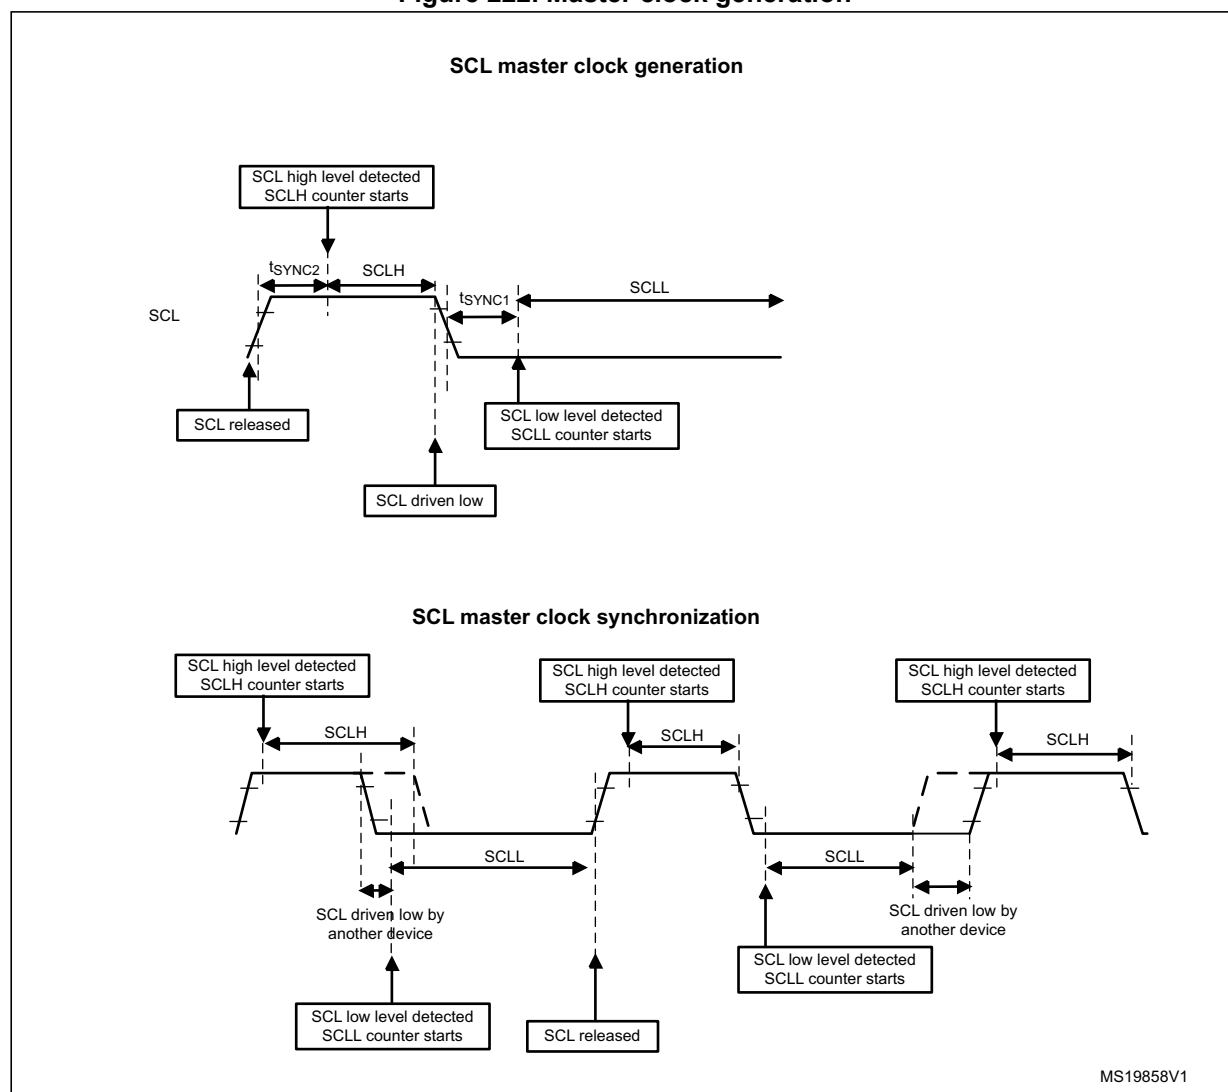 Figure 222. Master clock generation
SCL master clock generation
SCL high level detected
SCLH counter starts
tSYNC2
SCLH
SCLL
tSYNC1
SCL
SCL released
SCL low level detected
SCLL counter starts
SCL driven low
SCL master clock synchronization
SCL high level detected
SCLH counter starts
SCL high level detected
SCLH counter starts
SCL high level detected
SCLH counter starts
SCLH
SCLH
SCLH
SCLL
SCLL
SCL driven low by
another device
SCL driven low by
another device
SCL low level detected
SCLL counter starts
SCL low level detected
SCLL counter starts
SCL released
MS19858V1